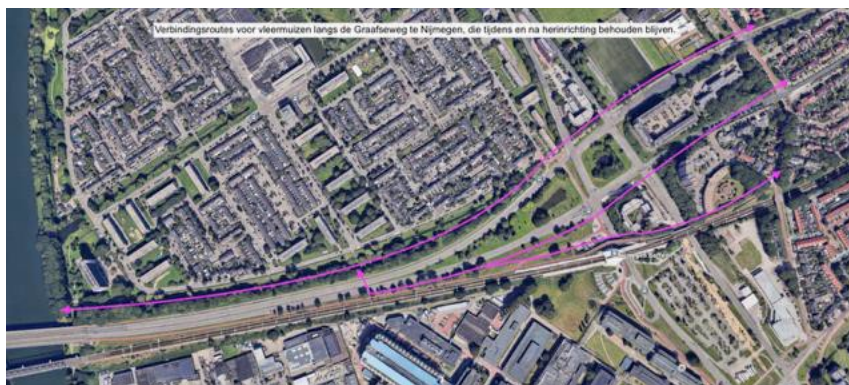 Verbindingsroutes voor vleermuizen langs de Graafseweg te Nijmegen, die tijdens en na herinrichting behouden blijven.